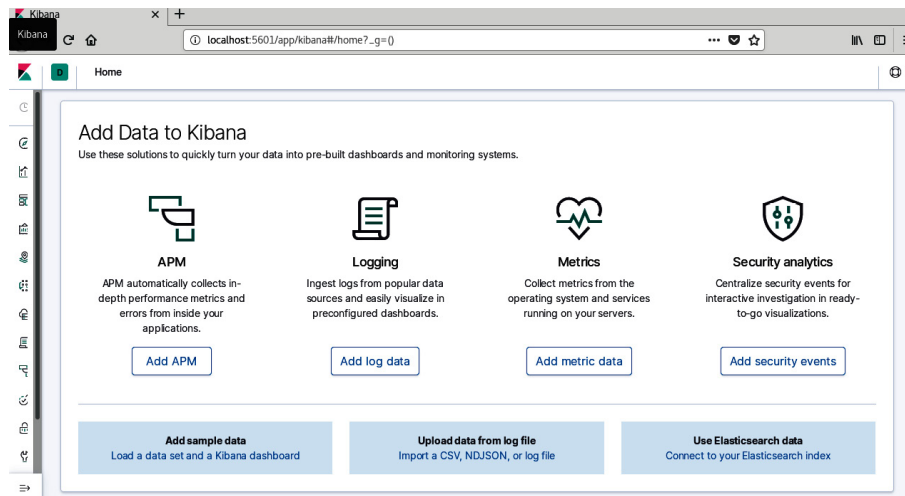 Kibana
Kibana
localhost:5601/app/kibana#/home?_g=()
D
Home
Add Data to Kibana
Use these solutions to quickly turn your data into pre-built dashboards and monitoring systems.
APM
APM automatically collects in-
depth performance metrics and
errors from inside your
applications.
Add APM
Logging
Ingest logs from popular data
sources and easily visualize in
preconfigured dashboards.
Add log data
Metrics
Collect metrics from the
operating system and services
running on your servers.
Add metric data
Security analytics
Centralize security events for
interactive investigation in ready-
to-go visualizations.
Add security events
Add sample data
Load a data set and a Kibana dashboard
Upload data from log file
Import a CSV, NDJSON, or log file
Use Elasticsearch data
Connect to your Elasticsearch index